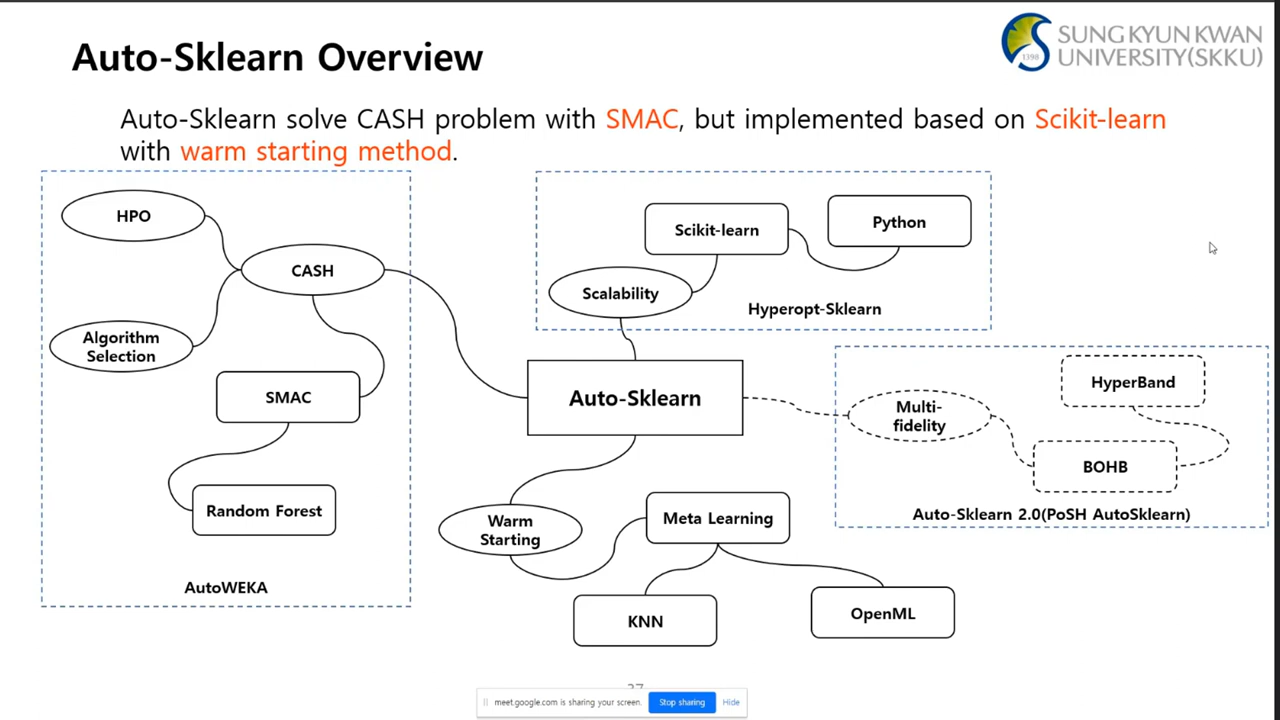 Auto-Sklearn Overview
SUNG KYUN KWAN
UNIVERSITY(SKKU)
1398
Auto-Sklearn solve CASH problem with SMAC, but implemented based on Scikit-learn
with warm starting method.
HPO
CASH
Algorithm
Selection
SMAC
Random Forest
AutoWEKA
Scikit-learn
Python
Scalability
Hyperopt-Sklearn
Auto-Sklearn
Multi-
fidelity
HyperBand
BOHB
Auto-Sklearn 2.0(PoSH AutoSklearn)
Warm
Starting
Meta Learning
KNN
OpenML
meet.google.com is sharing your screen.
Stop sharing
Hide